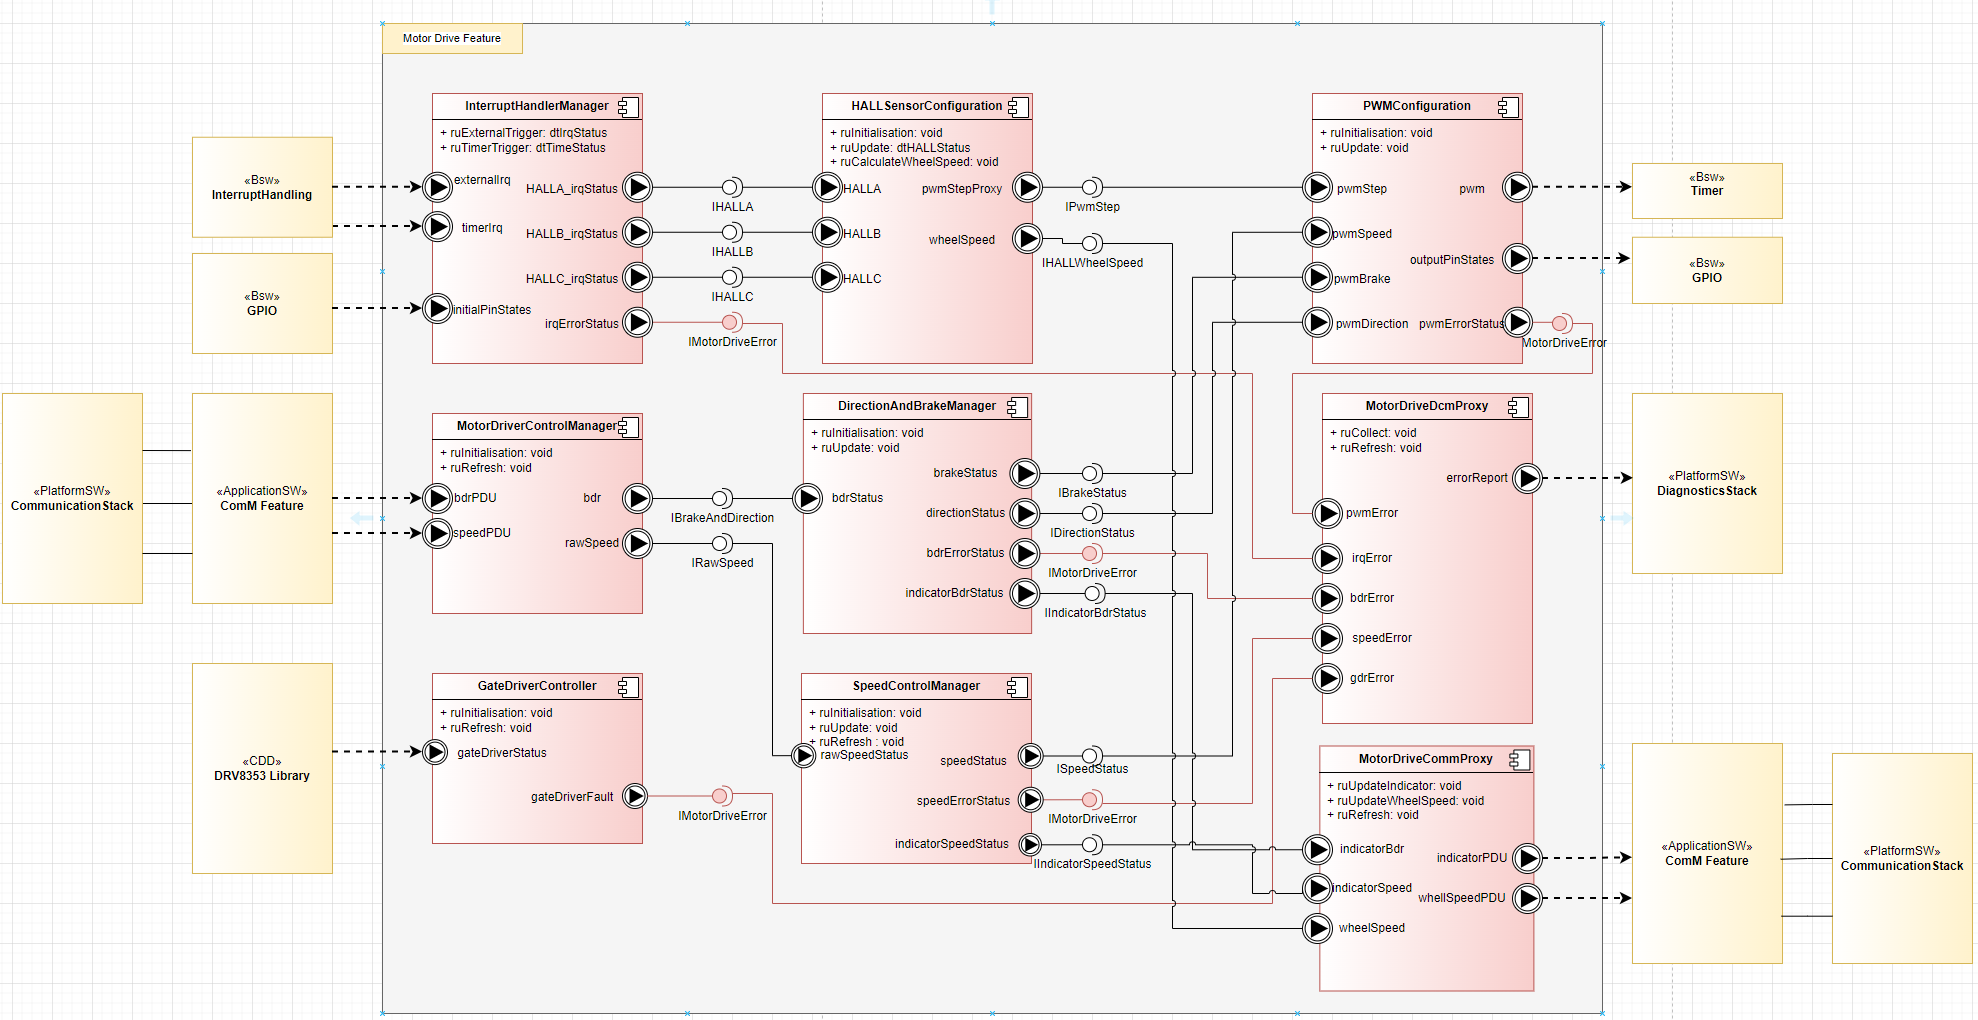 Motor Drive Feature
InterruptHandlerManager
+ ruExternalTrigger: dtIrqStatus
+ ruTimerTrigger: dtTimeStatus
externalIrq
timerIrq
initialPinStates
HALLA_irqStatus
HALLB_irqStatus
HALLC_irqStatus
irqErrorStatus
IHALLA
IHALLB
IHALLC
IMotorDriveError
HALLSensorConfiguration
+ ruInitialisation: void
+ ruUpdate: dtHALLStatus
+ ruCalculateWheelSpeed: void
HALLA
HALLB
HALLC
pwmStepProxy
wheelSpeed
IPwmStep
IHALLWheelSpeed
PWMConfiguration
+ ruInitialisation: void
+ ruUpdate: void
pwmStep
pwmSpeed
pwmBrake
pwmDirection
pwm
outputPinStates
pwmErrorStatus
MotorDriveError
«Bsw»
InterruptHandling
«Bsw»
GPIO
«Bsw»
Timer
«Bsw»
GPIO
«PlatformSW»
CommunicationStack
«ApplicationSW»
ComM Feature
MotorDriverControlManager
+ ruInitialisation: void
+ ruRefresh: void
bdrPDU
speedPDU
bdr
rawSpeed
IBrakeAndDirection
IRawSpeed
DirectionAndBrakeManager
+ ruInitialisation: void
+ ruUpdate: void
bdrStatus
brakeStatus
directionStatus
bdrErrorStatus
indicatorBdrStatus
IBrakeStatus
IDirectionStatus
IMotorDriveError
IIndicatorBdrStatus
MotorDriveDcmProxy
+ ruCollect: void
+ ruRefresh: void
errorReport
pwmError
irqError
bdrError
speedError
gdrError
«PlatformSW»
DiagnosticsStack
«CDD»
DRV8353 Library
GateDriverController
+ ruInitialisation: void
+ ruRefresh: void
gateDriverStatus
gateDriverFault
IMotorDriveError
SpeedControlManager
+ ruInitialisation: void
+ ruUpdate: void
+ ruRefresh : void
rawSpeedStatus
speedStatus
speedErrorStatus
indicatorSpeedStatus
ISpeedStatus
IMotorDriveError
IIndicatorSpeedStatus
MotorDriveCommProxy
+ ruUpdateIndicator: void
+ ruUpdateWheelSpeed: void
+ ruRefresh: void
indicatorBdr
indicatorSpeed
wheelSpeed
indicatorPDU
whellSpeedPDU
«ApplicationSW»
ComM Feature
«PlatformSW»
CommunicationStack